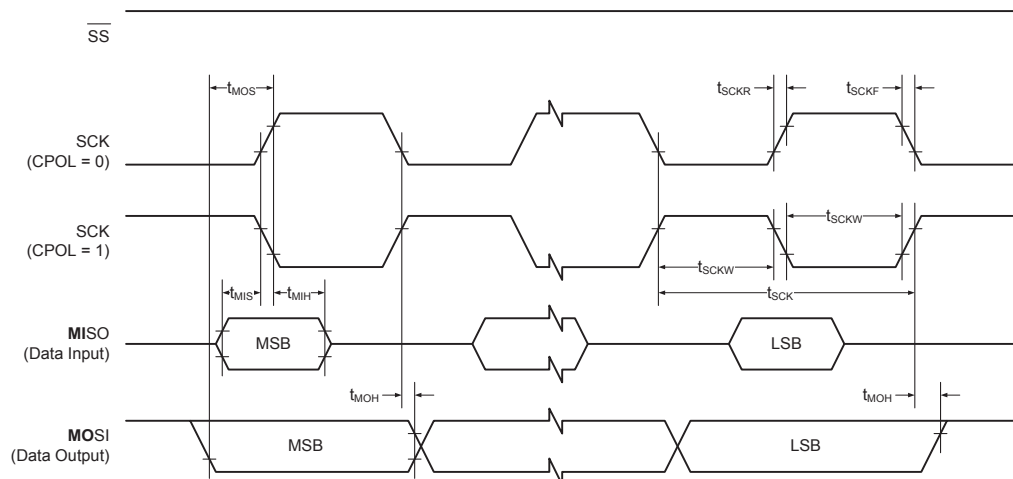 SS
tMOS
tSCKR
tSCKF
SCK
(CPOL = 0)
SCK
(CPOL = 1)
tSCKW
tSCKW
tMIS
tMIH
tSCK
MISO
(Data Input)
MSB
LSB
tMOH
tMOH
MOSI
(Data Output)
MSB
LSB